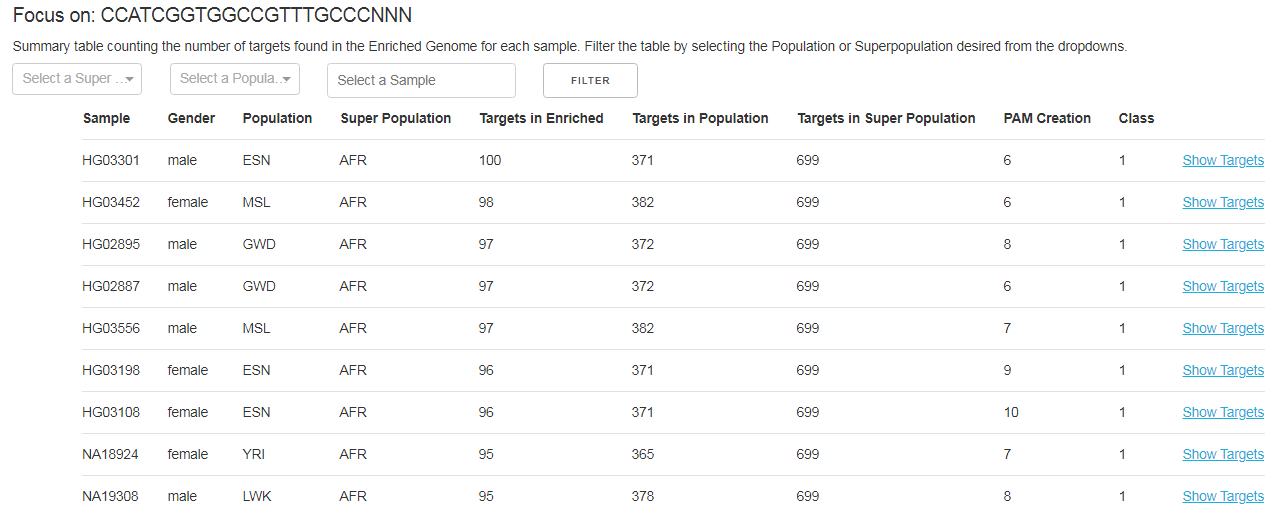 Focus on: CCATCGGTGGCCGTTTGCCCNNN
Summary table counting the number of targets found in the Enriched Genome for each sample. Filter the table by selecting the Population or Superpopulation desired from the dropdowns.
Select a Super ... Select a Popula... Select a Sample FILTER
Sample Gender Population Super Population Targets in Enriched Targets in Population Targets in Super Population PAM Creation Class
HG03301 male ESN AFR 100 371 699 6 1 Show Targets
HG03452 female MSL AFR 98 382 699 6 1 Show Targets
HG02895 male GWD AFR 97 372 699 8 1 Show Targets
HG02887 male GWD AFR 97 372 699 6 1 Show Targets
HG03556 male MSL AFR 97 382 699 7 1 Show Targets
HG03198 female ESN AFR 96 371 699 9 1 Show Targets
HG03108 female ESN AFR 96 371 699 10 1 Show Targets
NA18924 female YRI AFR 95 365 699 7 1 Show Targets
NA19308 male LWK AFR 95 378 699 8 1 Show Targets